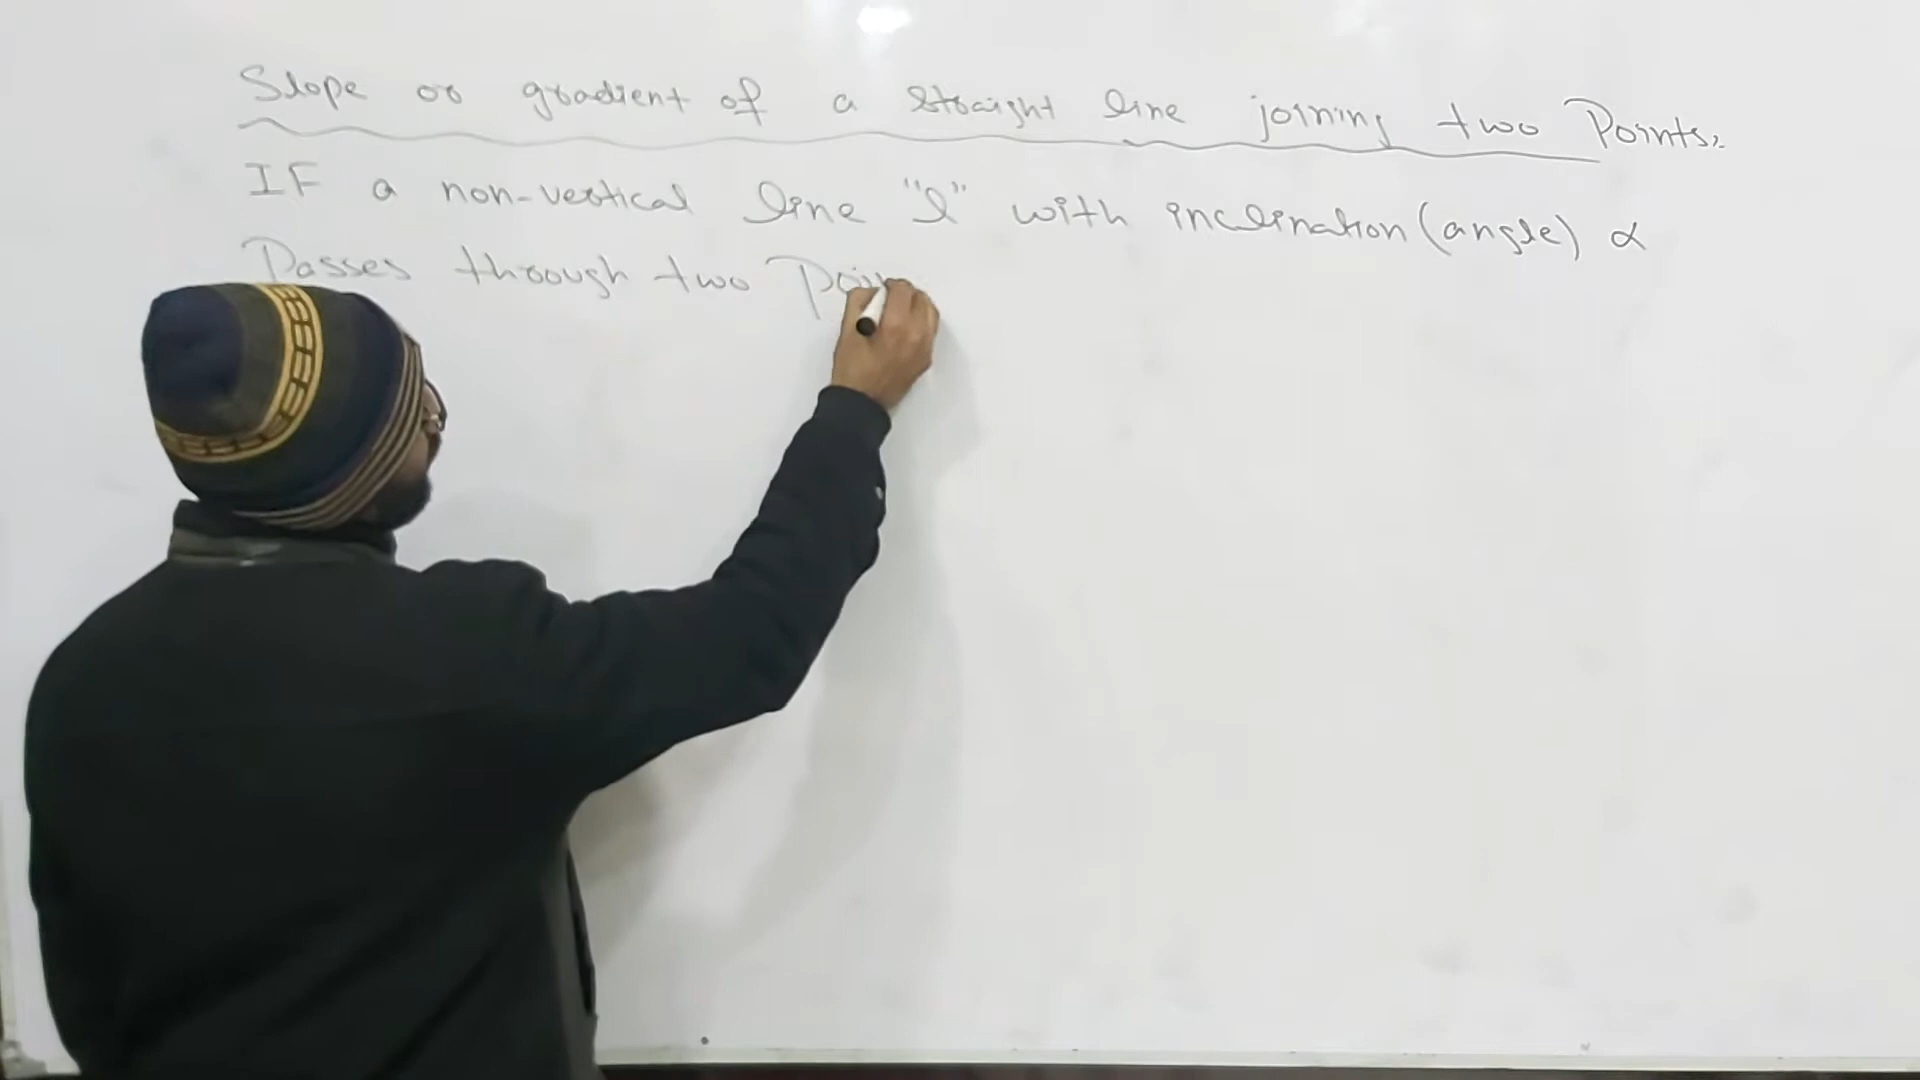 Slope or gradient of a straight line joining two Points.
IF a non-vertical line "l" with inclination (angle) α
Passes through two Poin